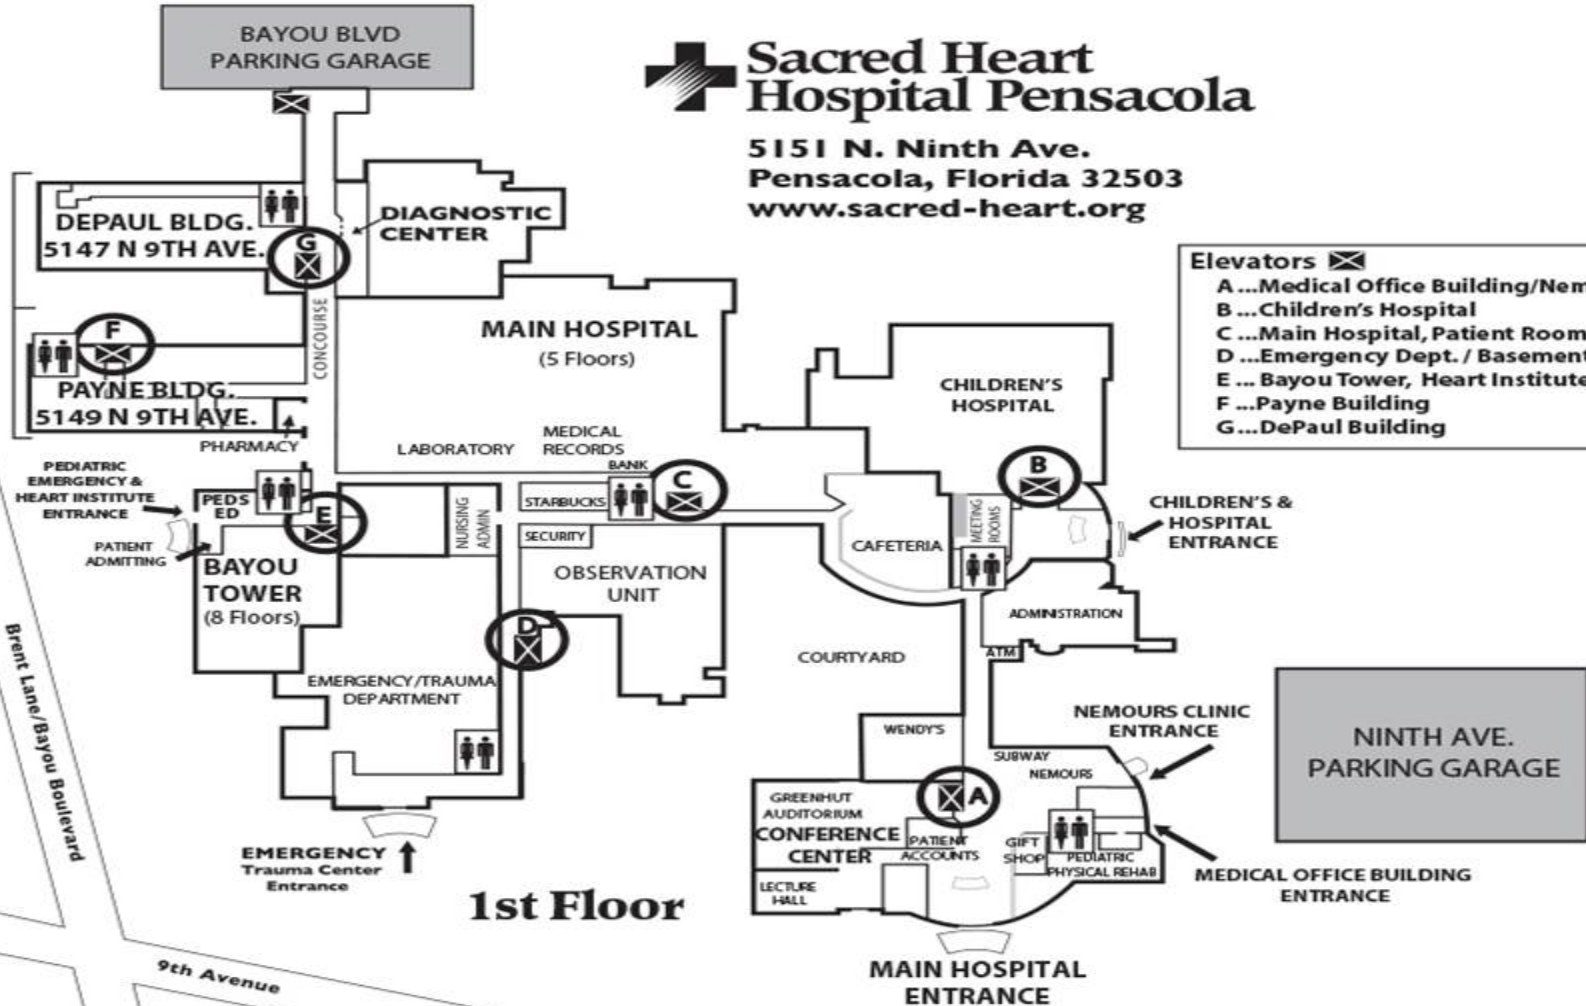 BAYOU BLVD
PARKING GARAGE
Sacred Heart
Hospital Pensacola
5151 N. Ninth Ave.
Pensacola, Florida 32503
www.sacred-heart.org
DEPAUL BLDG.
5147 N 9TH AVE.
G
DIAGNOSTIC
CENTER
Elevators
A ...Medical Office Building/Nem
B ...Children's Hospital
C ...Main Hospital, Patient Room
D ...Emergency Dept. / Basement
E ... Bayou Tower, Heart Institute
F ...Payne Building
G ...DePaul Building
CONCOURSE
F
PAYNE BLDG.
5149 N 9TH AVE.
PHARMACY
MAIN HOSPITAL
(5 Floors)
CHILDREN'S
HOSPITAL
LABORATORY
MEDICAL
RECORDS
BANK
C
STARBUCKS
SECURITY
NURSING
ADMIN
PEDIATRIC
EMERGENCY &
HEART INSTITUTE
ENTRANCE
PEDS
ED
E
PATIENT
ADMITTING
BAYOU
TOWER
(8 Floors)
OBSERVATION
UNIT
D
B
MEETING
ROOMS
CAFETERIA
CHILDREN'S &
HOSPITAL
ENTRANCE
ADMINISTRATION
ATM
COURTYARD
EMERGENCY/TRAUMA
DEPARTMENT
WENDY'S
SUBWAY
NEMOURS
NEMOURS CLINIC
ENTRANCE
NINTH AVE.
PARKING GARAGE
A
GREENHUT
AUDITORIUM
CONFERENCE
CENTER
PATIENT
ACCOUNTS
GIFT
SHOP
PEDIATRIC
PHYSICAL REHAB
LECTURE
HALL
MEDICAL OFFICE BUILDING
ENTRANCE
EMERGENCY
Trauma Center
Entrance
1st Floor
MAIN HOSPITAL
ENTRANCE
Brent Lane/Bayou Boulevard
9th Avenue